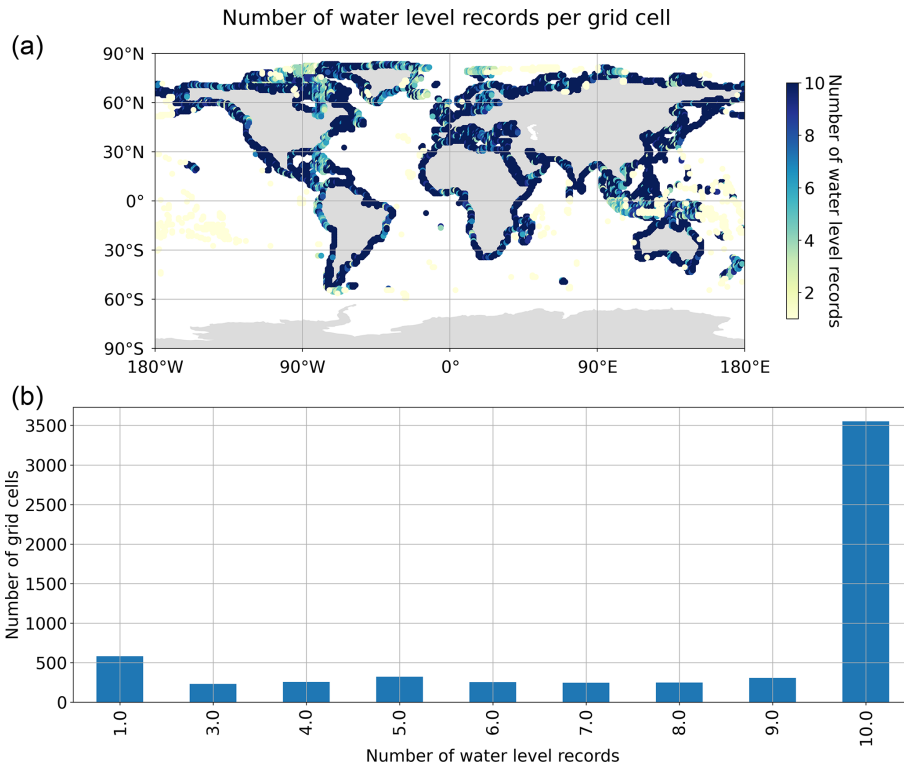 Number of water level records per grid cell
(a)
90°N
60°N
30°N
0°
30°S
60°S
90°S
180°W
90°W
0°
90°E
180°E
10
8
6
4
2
Number of water level records
(b)
3500
3000
2500
2000
1500
1000
500
0
Number of grid cells
1.0
3.0
4.0
5.0
6.0
7.0
8.0
9.0
10.0
Number of water level records